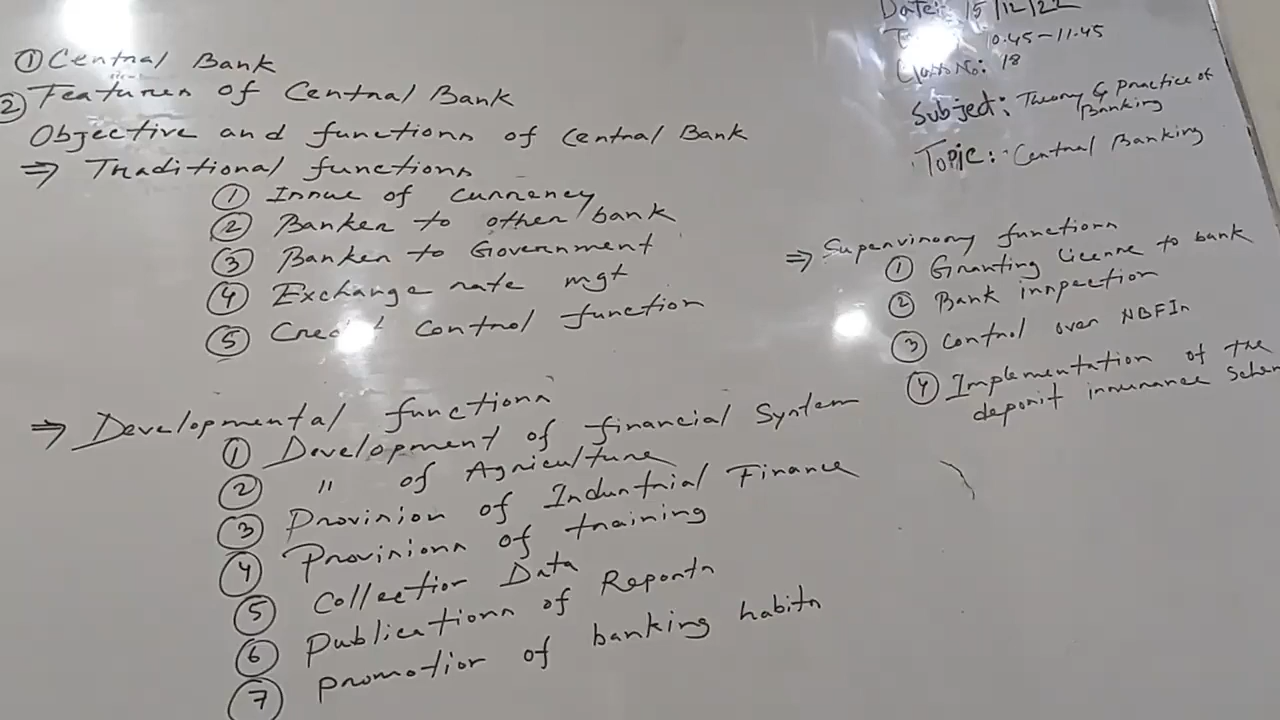 ① Central Bank
② Features of Central Bank
Objective and functions of Central Bank
⇒ Traditional functions
① Issue of currency
② Banker to other bank
③ Banker to Government
④ Exchange rate mgt
⑤ Credit control function
⇒ Developmental functions
① Development of financial System
② " of Agriculture
③ Provision of Industrial Finance
④ Provisions of training
⑤ Collection Data
⑥ Publications of Reports
⑦ promotion of banking habits
Date: 15/12/22
10.45-11.45
Class No: 18
Subject: Theory & practice of
Banking
Topic: Central Banking
⇒ Supervisory functions
① Granting license to bank
② Bank inspection
③ control over NBFIs
④ Implementation of the
deposit insurance